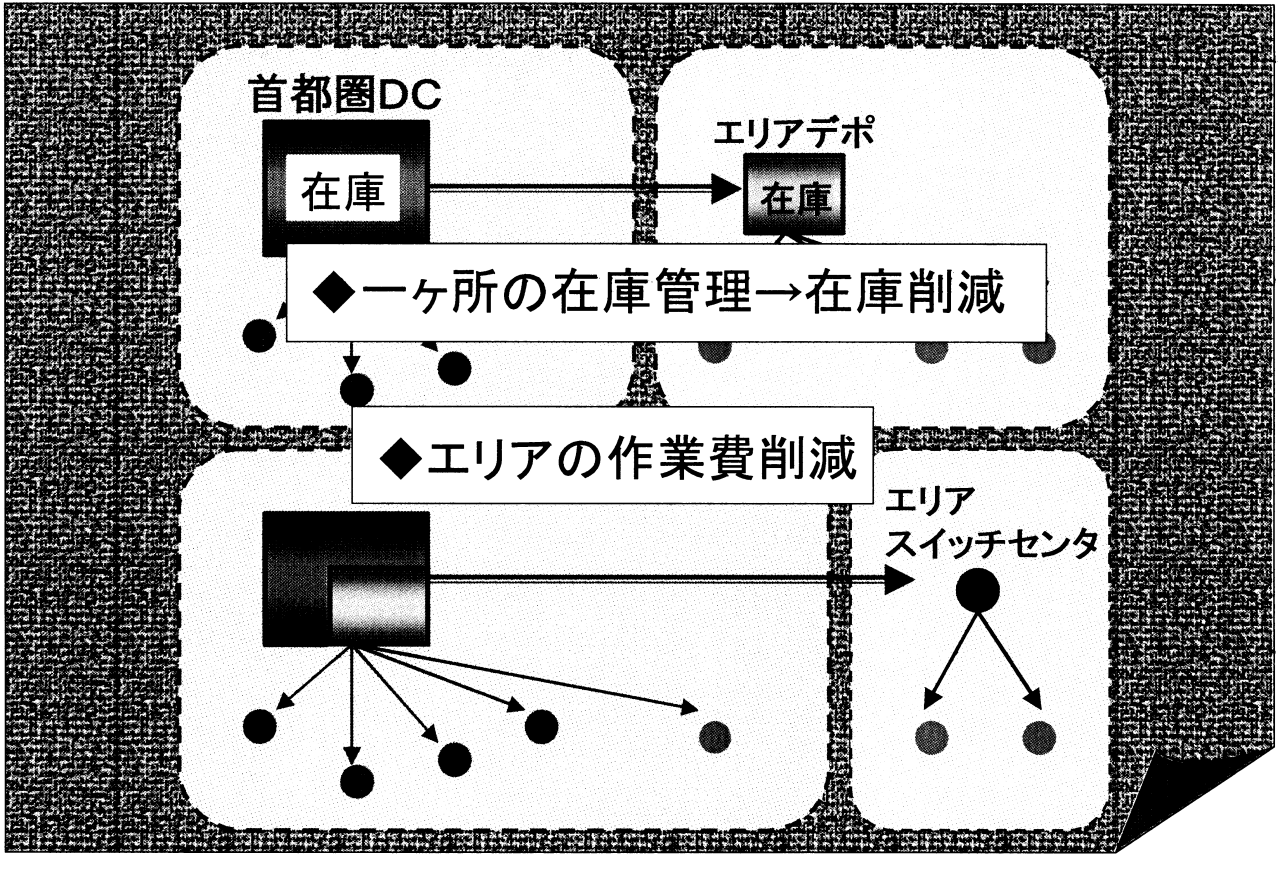 首都圏DC
エリアデポ
在庫
在庫
◆一ヶ所の在庫管理→在庫削減
◆エリアの作業費削減
エリア
スイッチセンタ